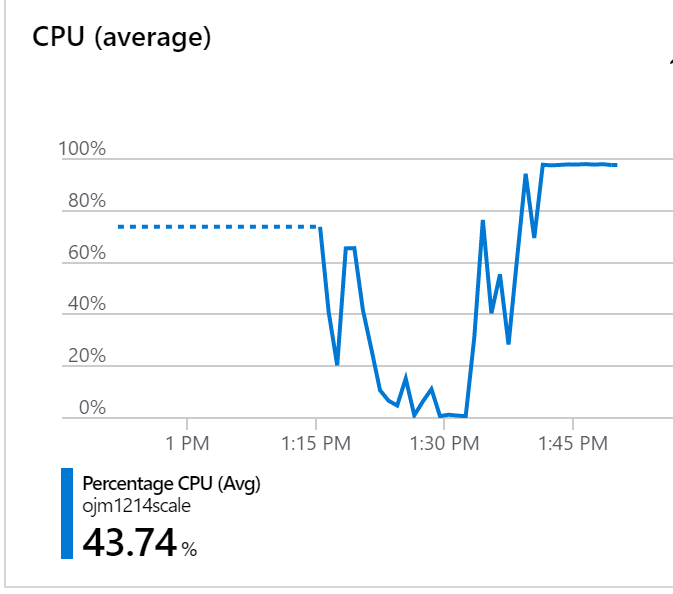 CPU (average)
100%
80%
60%
40%
20%
0%
1 PM
1:15 PM
1:30 PM
1:45 PM
Percentage CPU (Avg)
ojm1214scale
43.74 %